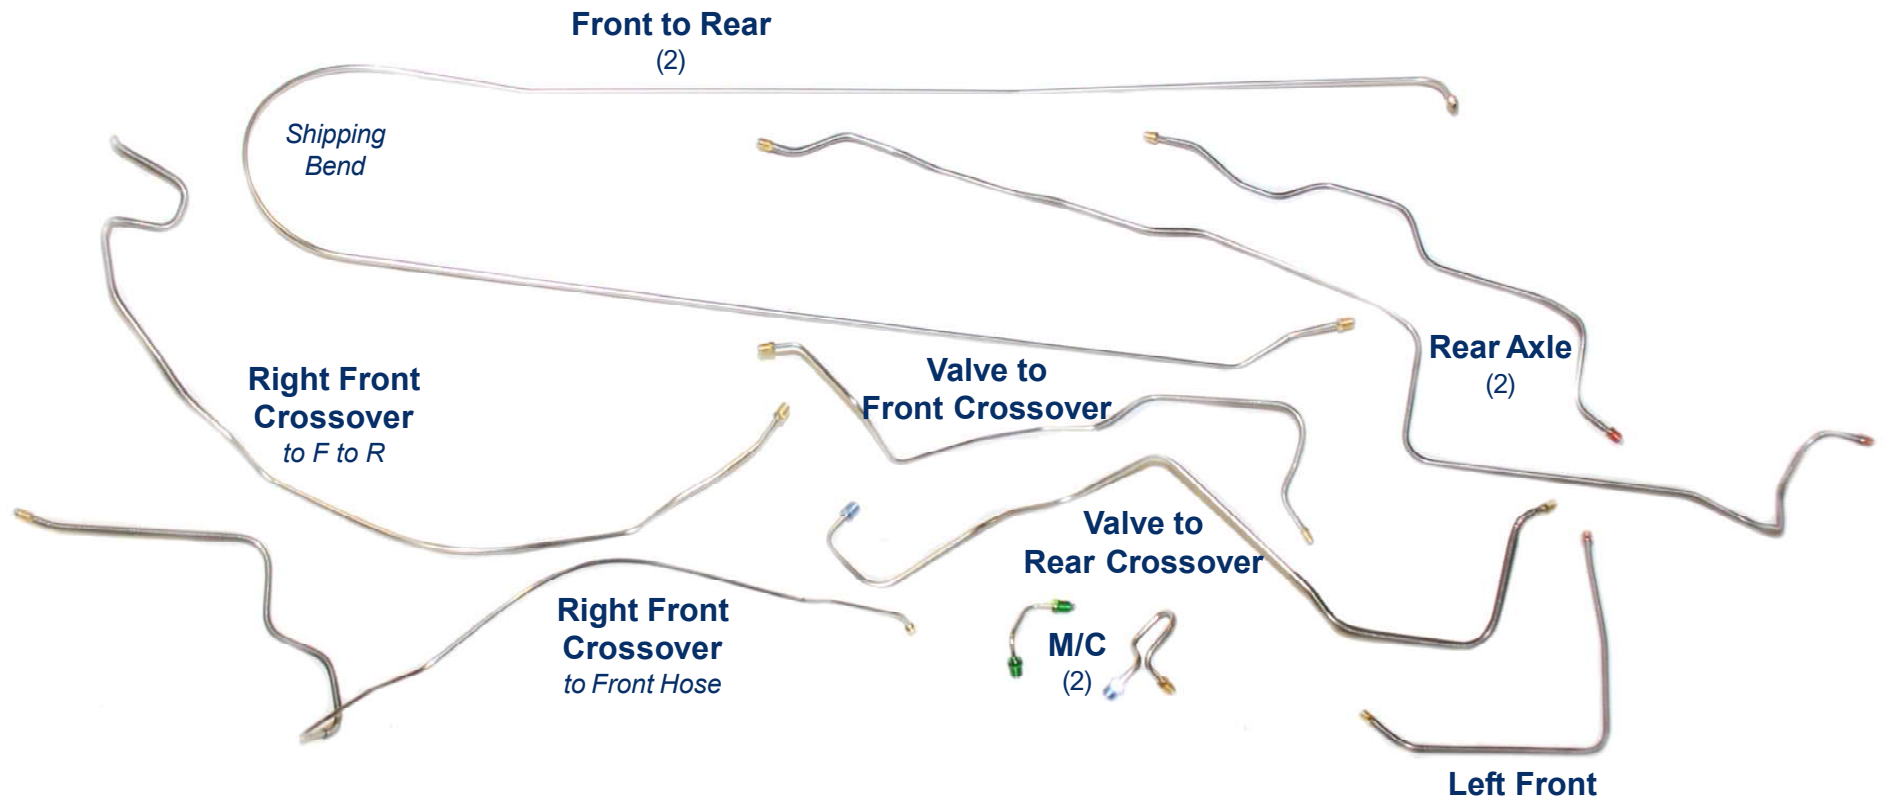 Front to Rear
(2)
Shipping
Bend
Right Front
Crossover
to F to R
Valve to
Front Crossover
Rear Axle
(2)
Valve to
Rear Crossover
Right Front
Crossover
to Front Hose
M/C
(2)
Left Front